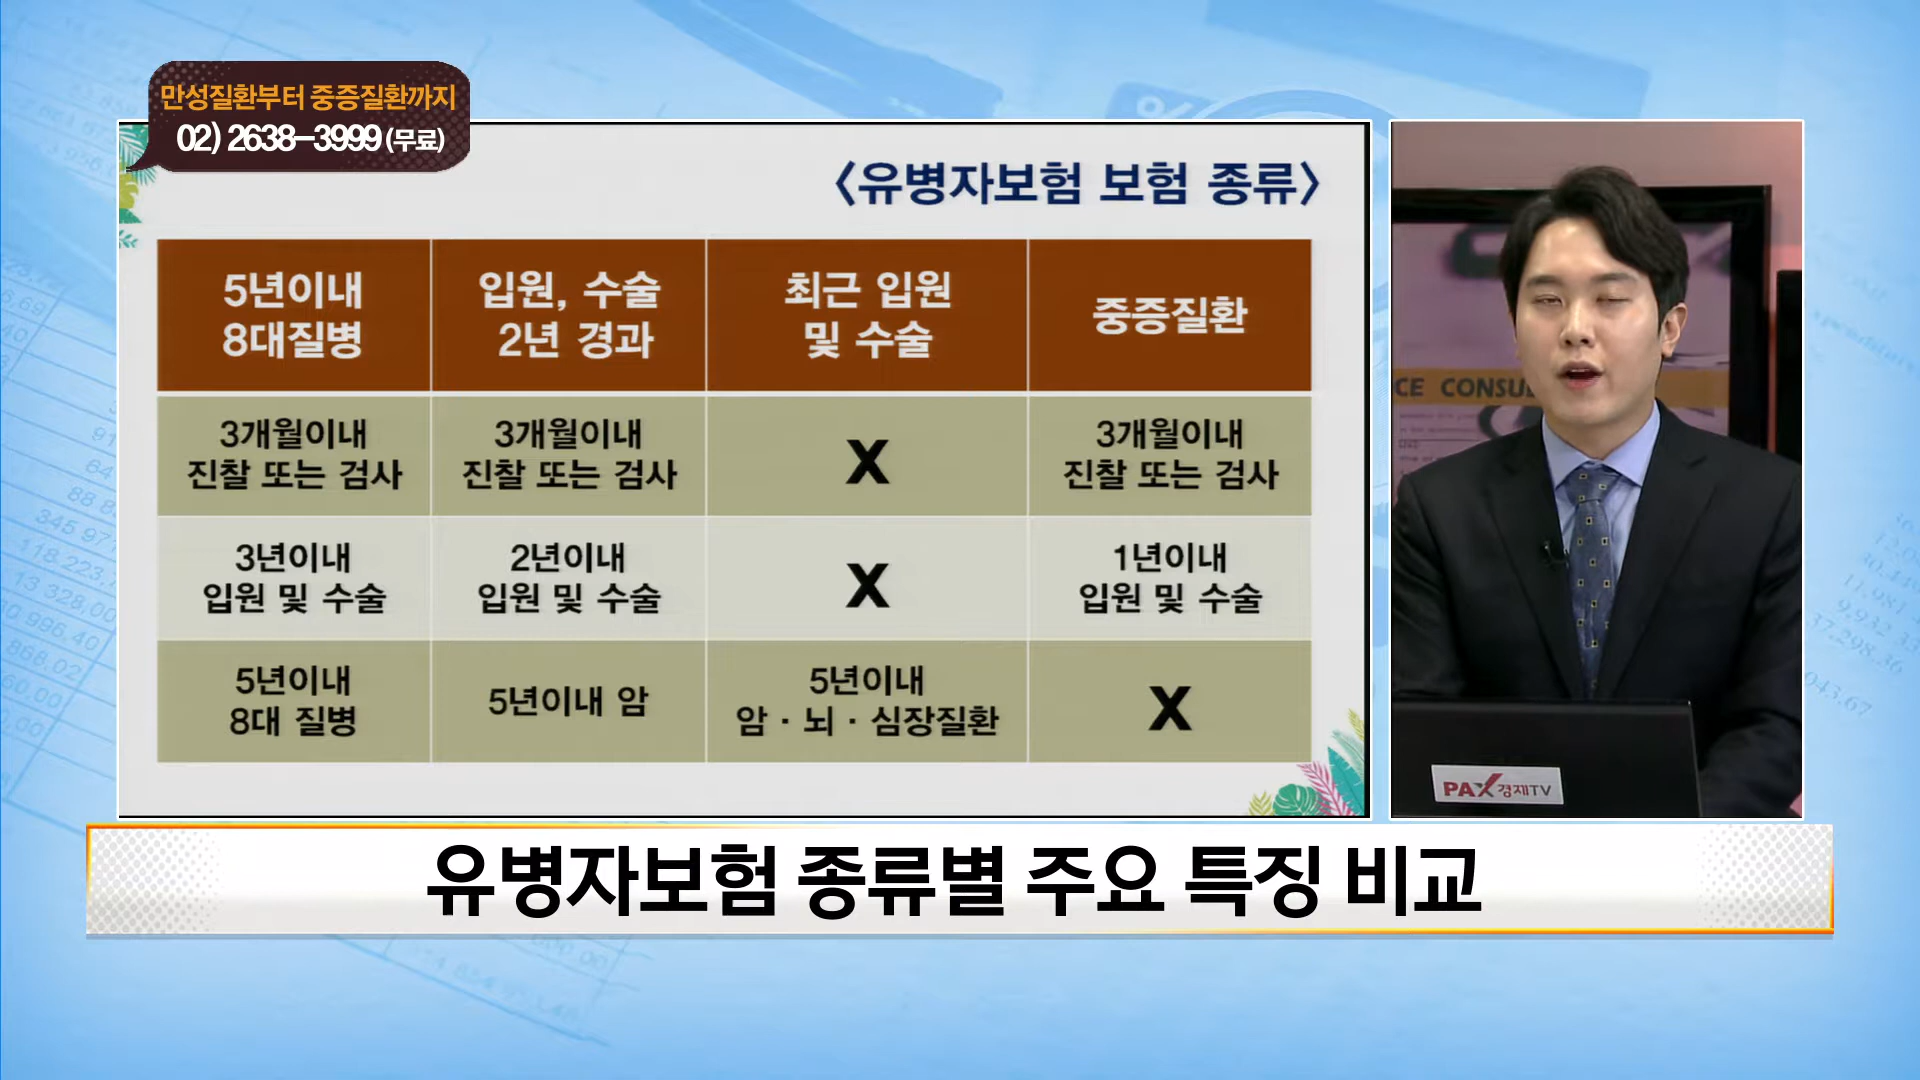 만성질환부터 중증질환까지
02) 2638-3999 (무료)
<유병자보험 보험 종류>
5년이내
8대질병
입원, 수술
2년 경과
최근 입원
및 수술
중증질환
3개월이내
진찰 또는 검사
3개월이내
진찰 또는 검사
X
3개월이내
진찰 또는 검사
3년이내
입원 및 수술
2년이내
입원 및 수술
X
1년이내
입원 및 수술
5년이내
8대 질병
5년이내 암
5년이내
암 · 뇌 · 심장질환
X
CE CONSU
PAX경제TV
유병자보험 종류별 주요 특징 비교